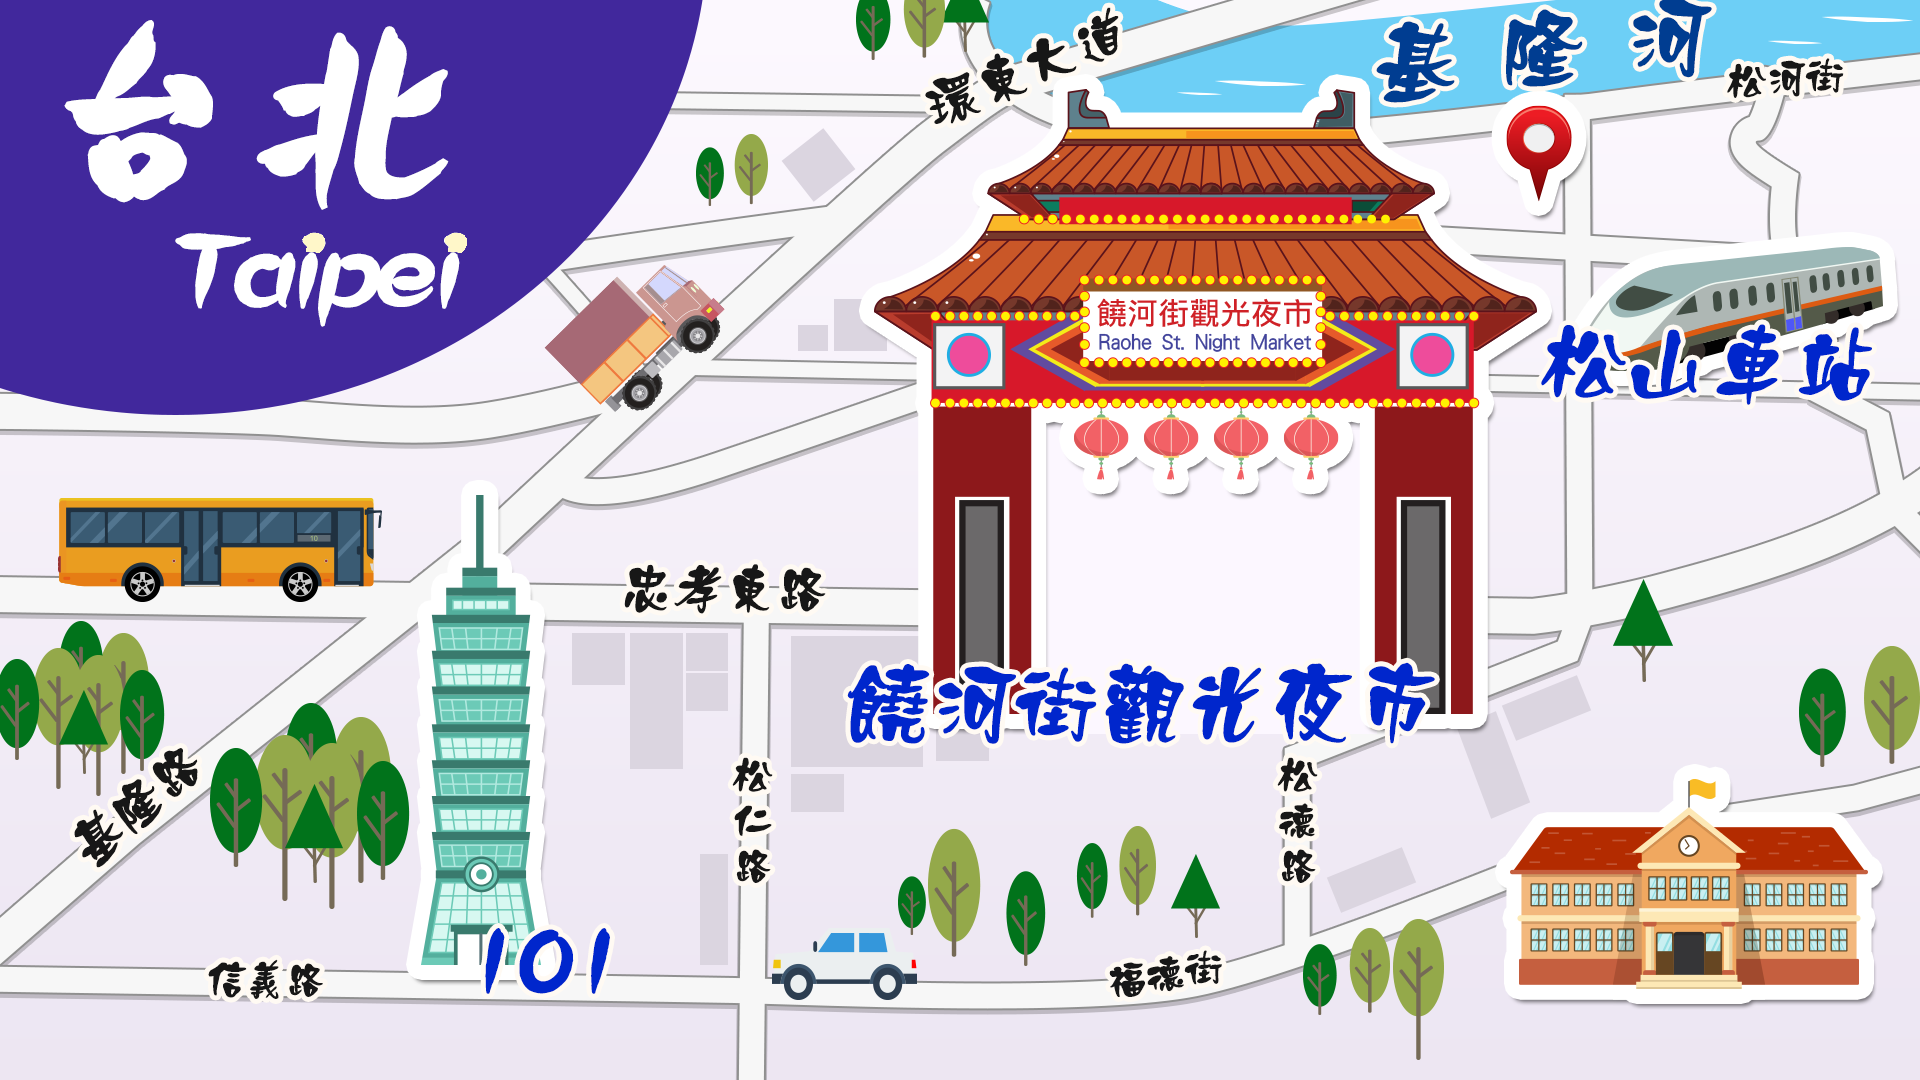 台北
Taipei
環東大道
基隆河
松河街
饒河街觀光夜市
Raohe St. Night Market
松山車站
10
忠孝東路
饒河街觀光夜市
基隆路
松仁路
松德路
101
信義路
福德街